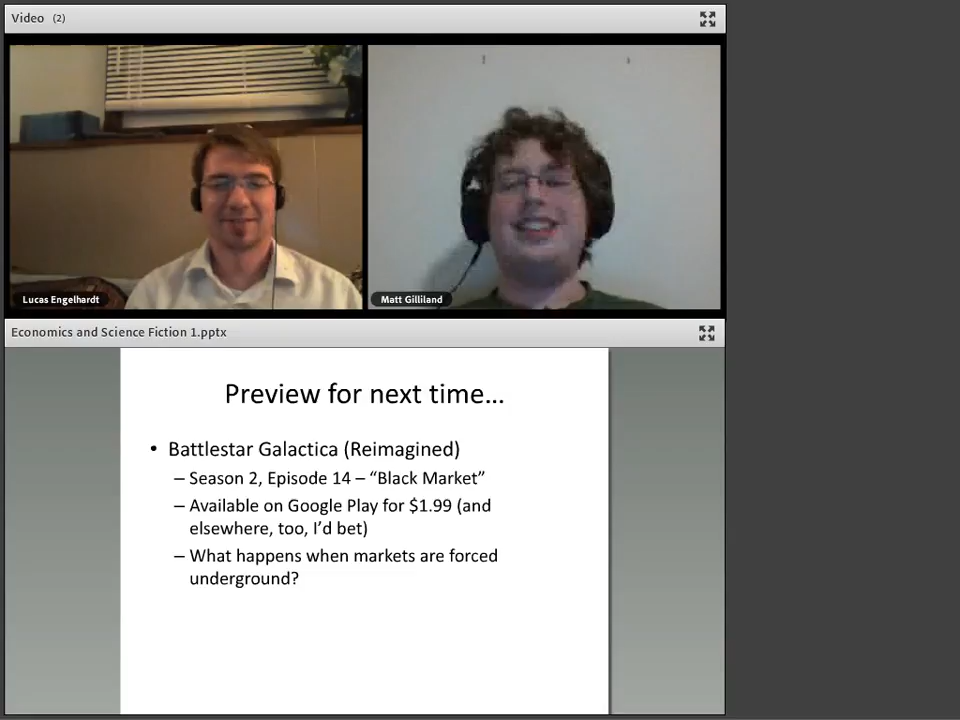 Video (2)
Lucas Engelhardt
Matt Gilliland
Economics and Science Fiction 1.pptx
Preview for next time…
• Battlestar Galactica (Reimagined)
– Season 2, Episode 14 – “Black Market”
– Available on Google Play for $1.99 (and
elsewhere, too, I’d bet)
– What happens when markets are forced
underground?